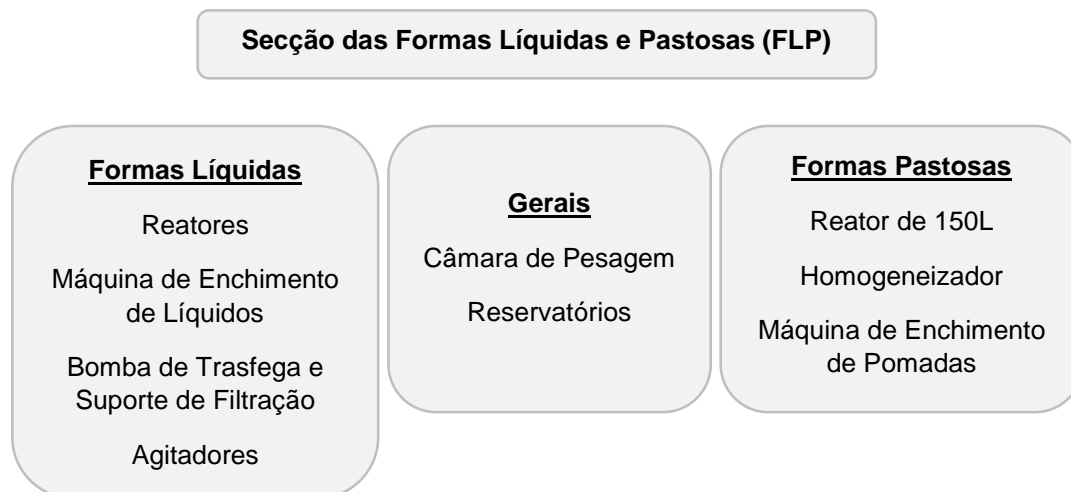 Secção das Formas Líquidas e Pastosas (FLP)
Formas Líquidas
Reatores
Máquina de Enchimento
de Líquidos
Bomba de Trasfega e
Suporte de Filtração
Agitadores
Gerais
Câmara de Pesagem
Reservatórios
Formas Pastosas
Reator de 150L
Homogeneizador
Máquina de Enchimento
de Pomadas